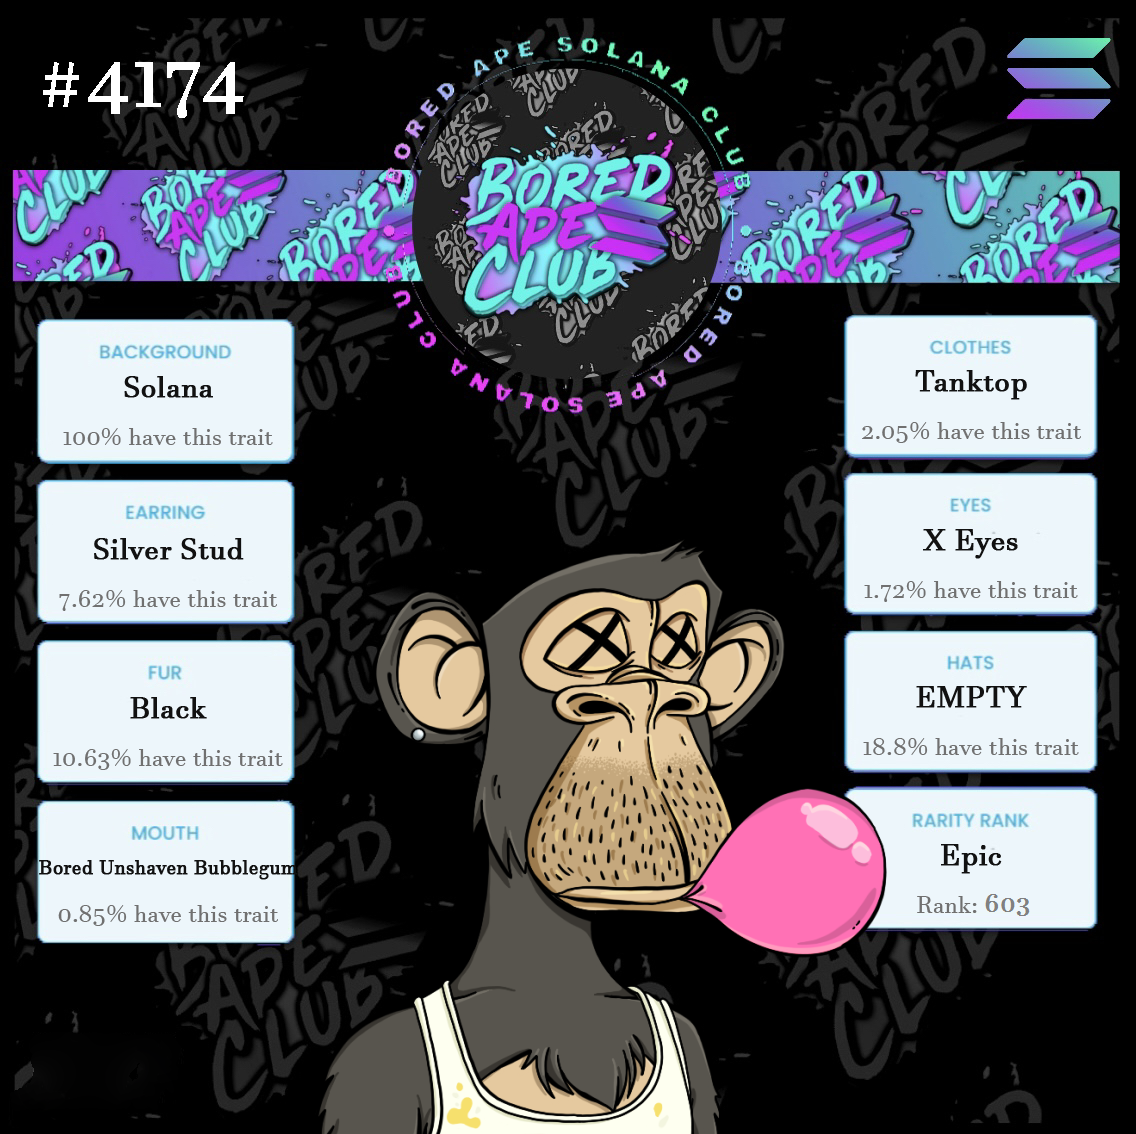 #4174
BORED APE SOLANA CLUB
BORED APE SOLANA CLUB
BORED
APE
CLUB
BACKGROUND
Solana
100% have this trait
EARRING
Silver Stud
7.62% have this trait
FUR
Black
10.63% have this trait
MOUTH
Bored Unshaven Bubblegum
0.85% have this trait
CLOTHES
Tanktop
2.05% have this trait
EYES
X Eyes
1.72% have this trait
HATS
EMPTY
18.8% have this trait
RARITY RANK
Epic
Rank: 603